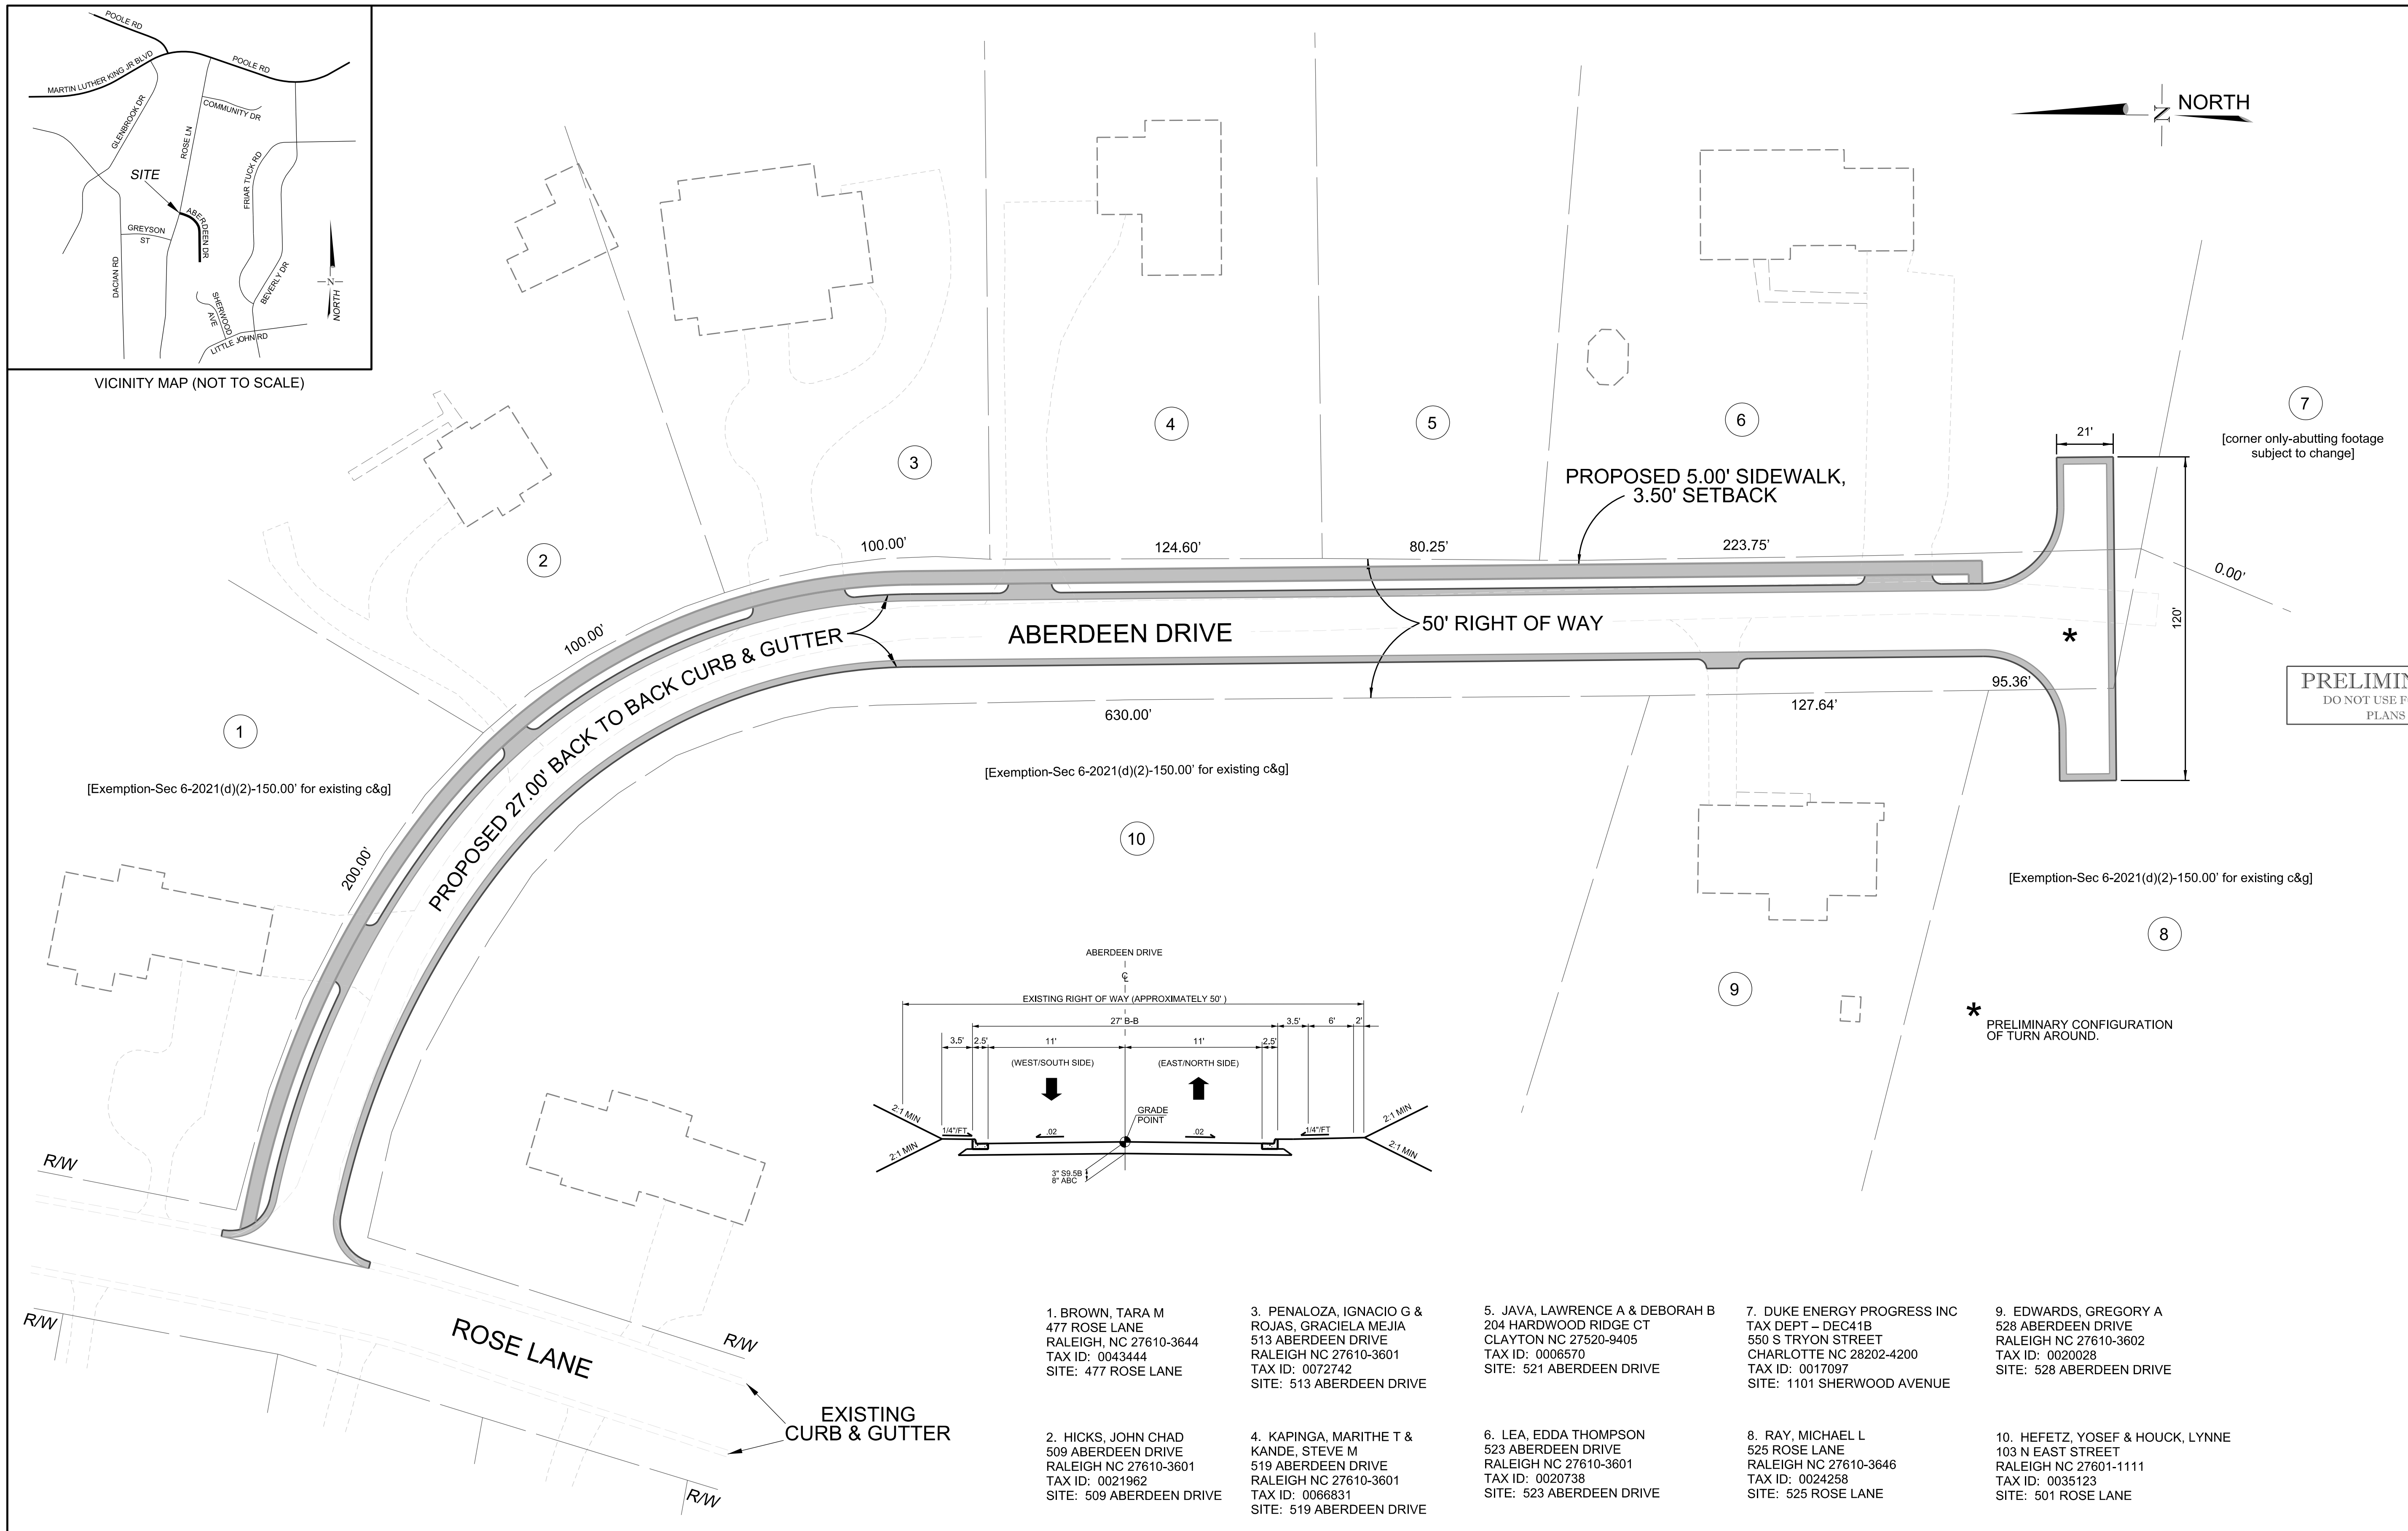 POOLE RD
MARTIN LUTHER KING JR BLVD
POOLE RD
GLENBROOK DR
COMMUNITY DR
ROSE LN
FRIAR TUCK RD
SITE
ABERDEEN DR
GREYSON
ST
DACIAN RD
BEVERLY DR
SHERWOOD
AVE
LITTLE JOHN RD
N
NORTH
VICINITY MAP (NOT TO SCALE)
N
NORTH
7
[corner only-abutting footage
subject to change]
21'
4
5
6
3
PROPOSED 5.00' SIDEWALK,
3.50' SETBACK
2
100.00'
124.60'
80.25'
223.75'
0.00'
120'
100.00'
50' RIGHT OF WAY
ABERDEEN DRIVE
*
PROPOSED 27.00' BACK TO BACK CURB & GUTTER
95.36'
630.00'
127.64'
DO NOT USE
PLANS
1
[Exemption-Sec 6-2021(d)(2)-150.00' for existing c&g]
[Exemption-Sec 6-2021(d)(2)-150.00' for existing c&g]
10
200.00'
[Exemption-Sec 6-2021(d)(2)-150.00' for existing c&g]
8
9
*
PRELIMINARY CONFIGURATION
OF TURN AROUND.
ABERDEEN DRIVE
CL
EXISTING RIGHT OF WAY (APPROXIMATELY 50' )
27' B-B
3.5'
6'
2'
3.5'
2.5'
11'
11'
2.5'
(WEST/SOUTH SIDE)
(EAST/NORTH SIDE)
GRADE
POINT
2:1 MIN
2:1 MIN
1/4"/FT
.02
.02
1/4"/FT
2:1 MIN
2:1 MIN
3" S9.5B
8" ABC
R/W
R/W
ROSE LANE
R/W
R/W
EXISTING
CURB & GUTTER
1. BROWN, TARA M
477 ROSE LANE
RALEIGH, NC 27610-3644
TAX ID: 0043444
SITE: 477 ROSE LANE
2. HICKS, JOHN CHAD
509 ABERDEEN DRIVE
RALEIGH NC 27610-3601
TAX ID: 0021962
SITE: 509 ABERDEEN DRIVE
3. PENALOZA, IGNACIO G &
ROJAS, GRACIELA MEJIA
513 ABERDEEN DRIVE
RALEIGH NC 27610-3601
TAX ID: 0072742
SITE: 513 ABERDEEN DRIVE
4. KAPINGA, MARITHE T &
KANDE, STEVE M
519 ABERDEEN DRIVE
RALEIGH NC 27610-3601
TAX ID: 0066831
SITE: 519 ABERDEEN DRIVE
5. JAVA, LAWRENCE A & DEBORAH B
204 HARDWOOD RIDGE CT
CLAYTON NC 27520-9405
TAX ID: 0006570
SITE: 521 ABERDEEN DRIVE
6. LEA, EDDA THOMPSON
523 ABERDEEN DRIVE
RALEIGH NC 27610-3601
TAX ID: 0020738
SITE: 523 ABERDEEN DRIVE
7. DUKE ENERGY PROGRESS INC
TAX DEPT – DEC41B
550 S TRYON STREET
CHARLOTTE NC 28202-4200
TAX ID: 0017097
SITE: 1101 SHERWOOD AVENUE
8. RAY, MICHAEL L
525 ROSE LANE
RALEIGH NC 27610-3646
TAX ID: 0024258
SITE: 525 ROSE LANE
9. EDWARDS, GREGORY A
528 ABERDEEN DRIVE
RALEIGH NC 27610-3602
TAX ID: 0020028
SITE: 528 ABERDEEN DRIVE
10. HEFETZ, YOSEF & HOUCK, LYNNE
103 N EAST STREET
RALEIGH NC 27601-1111
TAX ID: 0035123
SITE: 501 ROSE LANE